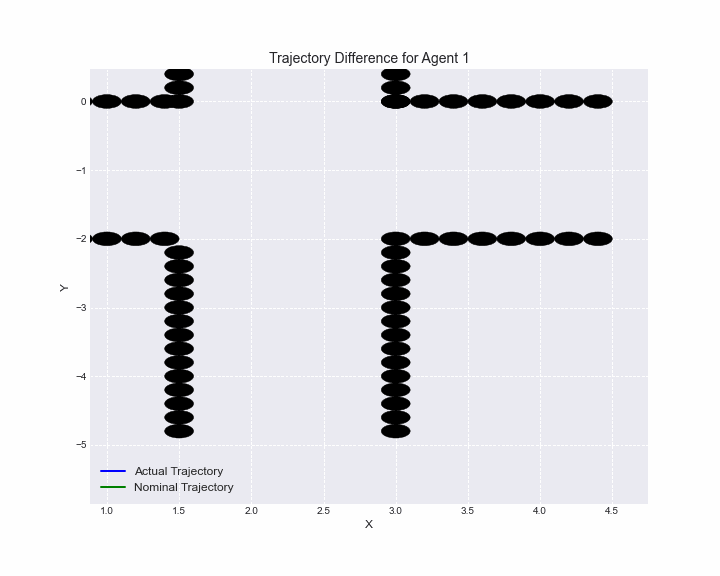 Trajectory Difference for Agent 1
0
−1
−2
−3
−4
−5
Y
Actual Trajectory
Nominal Trajectory
1.0 1.5 2.0 2.5 3.0 3.5 4.0 4.5
X